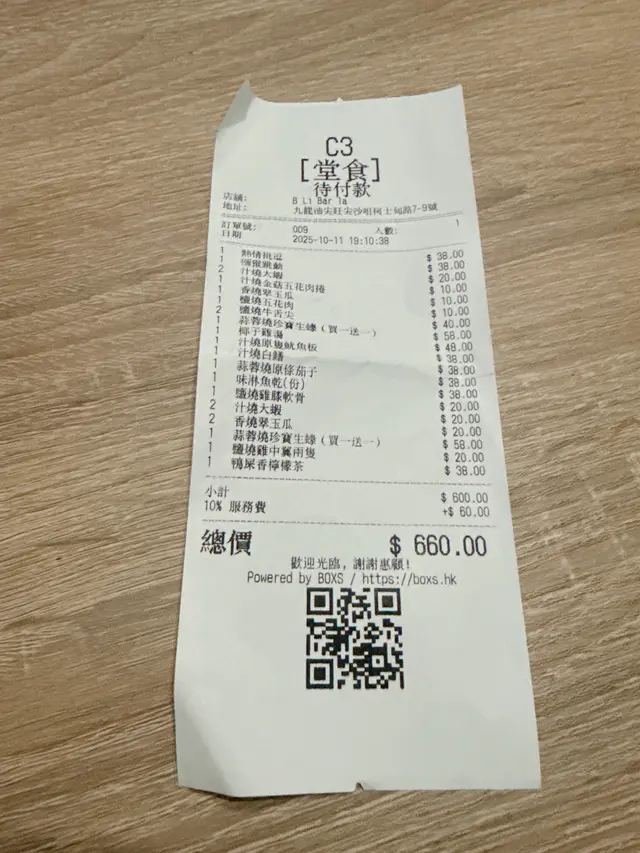 C3
[堂食]
待付款
店舖: B Li Bar la
地址: 九龍油尖旺尖沙咀柯士甸路7-9號
訂單號: 009 人數: 1
日期 2025-10-11 19:10:38
1 熱情桃逗 $ 38.00
1 獼猴跳動 $ 38.00
2 汁燒大蝦 $ 20.00
1 汁燒金菇五花肉捲 $ 10.00
1 香燒翠玉瓜 $ 10.00
1 鹽燒五花肉 $ 10.00
2 鹽燒牛舌尖 $ 40.00
1 蒜蓉燒珍寶生蠔 (買一送一) $ 58.00
1 椰子雞湯 $ 48.00
1 汁燒原隻魷魚板 $ 38.00
1 汁燒白鱔 $ 38.00
1 蒜蓉燒原條茄子 $ 38.00
1 味淋魚乾(份) $ 38.00
1 鹽燒雞膝軟骨 $ 20.00
2 汁燒大蝦 $ 20.00
2 香燒翠玉瓜 $ 20.00
1 蒜蓉燒珍寶生蠔 (買一送一) $ 58.00
1 鹽燒雞中翼兩隻 $ 20.00
1 鴨屎香檸檬茶 $ 38.00
小計 $ 600.00
10% 服務費 +$ 60.00
總價 $ 660.00
歡迎光臨, 謝謝惠顧!
Powered by BOXS / https://boxs.hk